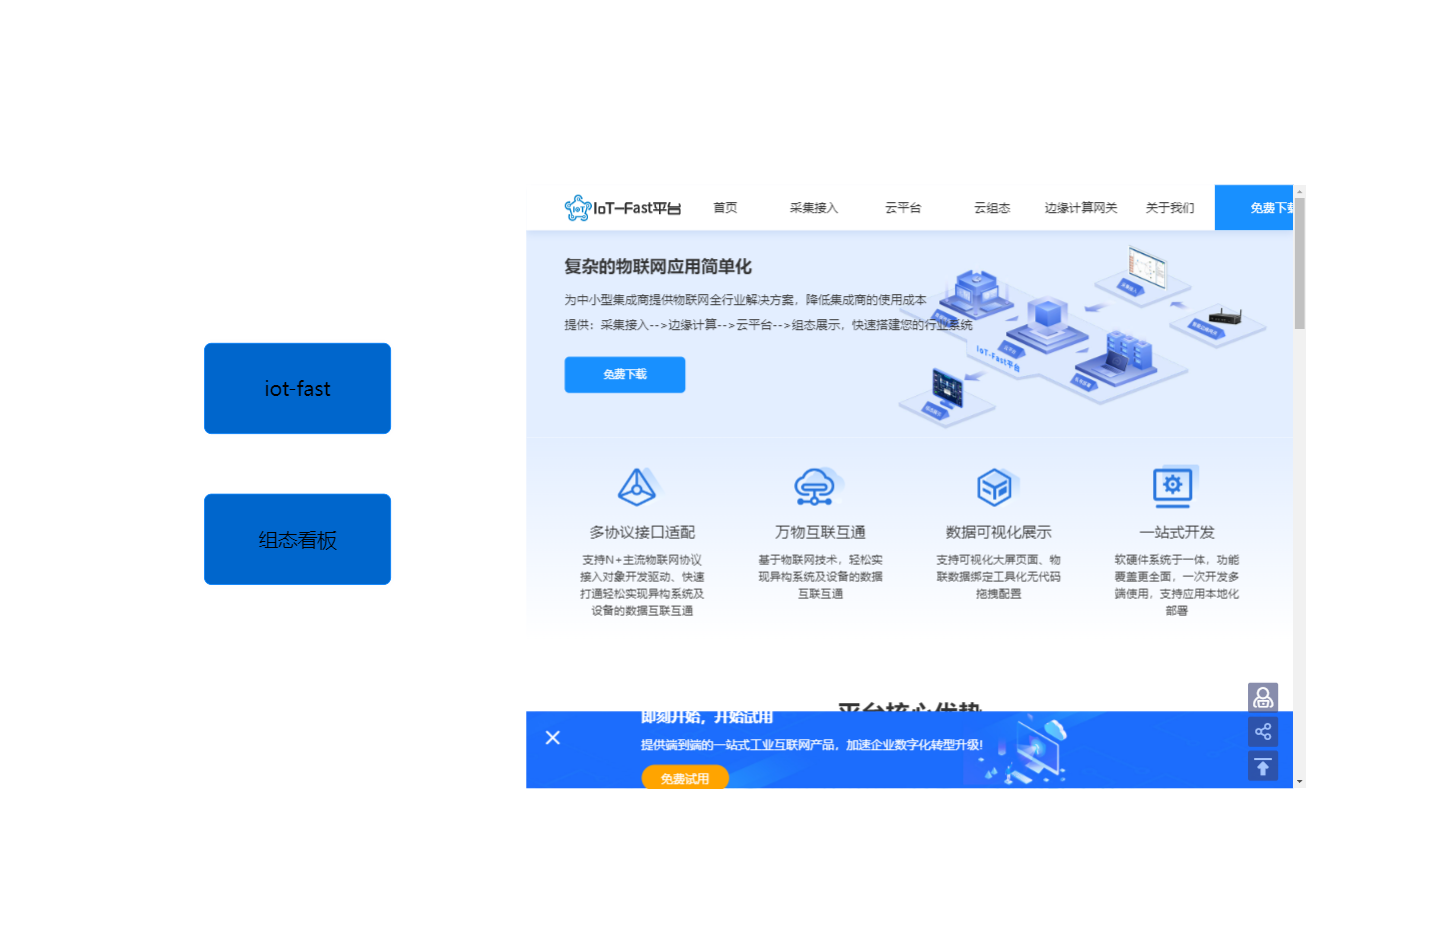 iot-fast
组态看板
IoT-Fast平台 首页 采集接入 云平台 云组态 边缘计算网关 关于我们 免费下载
复杂的物联网应用简单化
为中小型集成商提供物联网全行业解决方案，降低集成商的使用成本
提供：采集接入-->边缘计算-->云平台-->组态展示，快速搭建您的行业系统
免费下载
IoT-Fast平台
多协议接口适配
支持N+主流物联网协议
接入对象开发驱动、快速
打通轻松实现异构系统及
设备的数据互联互通
万物互联互通
基于物联网技术，轻松实
现异构系统及设备的数据
互联互通
数据可视化展示
支持可视化大屏页面、物
联数据绑定工具化无代码
拖拽配置
一站式开发
软硬件系统于一体，功能
覆盖更全面，一次开发多
端使用，支持应用本地化
部署
平台核心优势
即刻开始，开始试用
提供端到端的一站式工业互联网产品，加速企业数字化转型升级!
免费试用